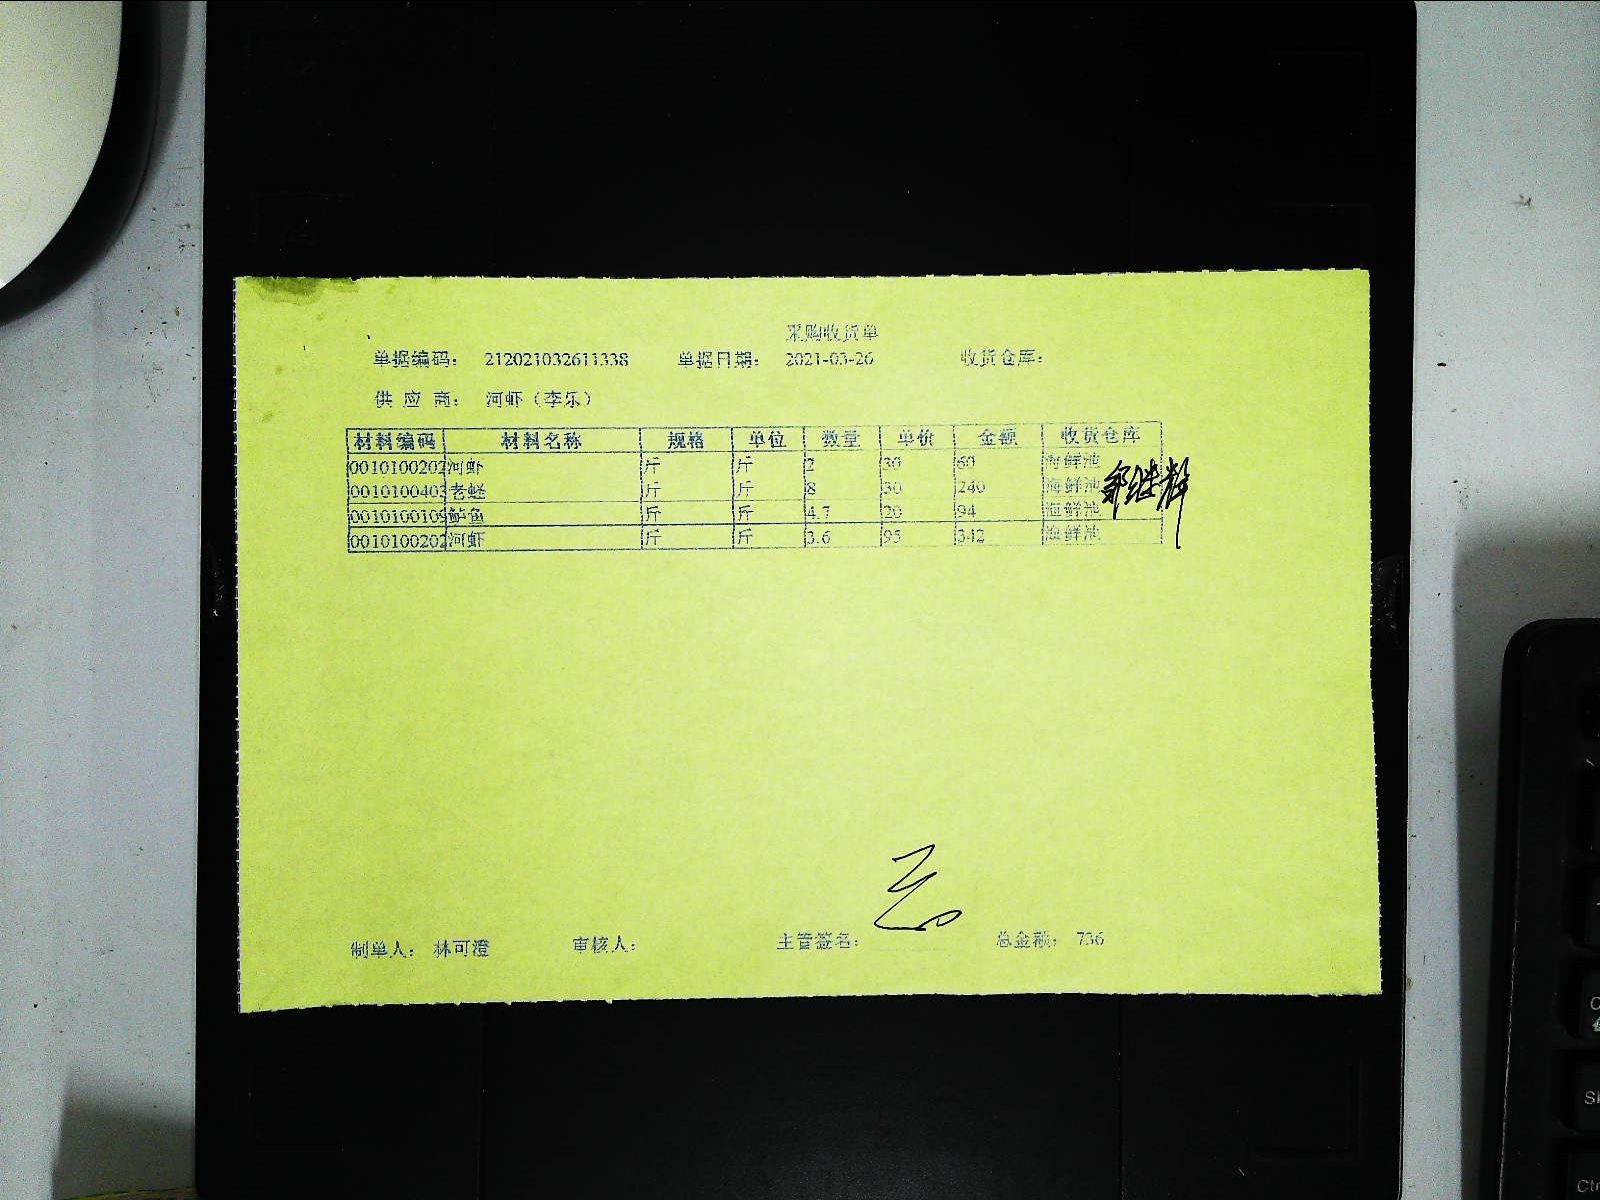 采购收货单
单据编码： 212021032611338 单据日期： 2021-03-26 收货仓库：
供 应 商： 河虾（李乐）
材料编码 材料名称 规格 单位 数量 单价 金额 收货仓库
0010100202 河虾 斤 斤 2 30 60 海鲜池
0010100403 老蛏 斤 斤 8 30 240 海鲜池
0010100109 鲈鱼 斤 斤 4.7 20 94 海鲜池
0010100202 河虾 斤 斤 3.6 95 342 海鲜池
制单人： 林可澄 审核人： 主管签名： 总金额： 736